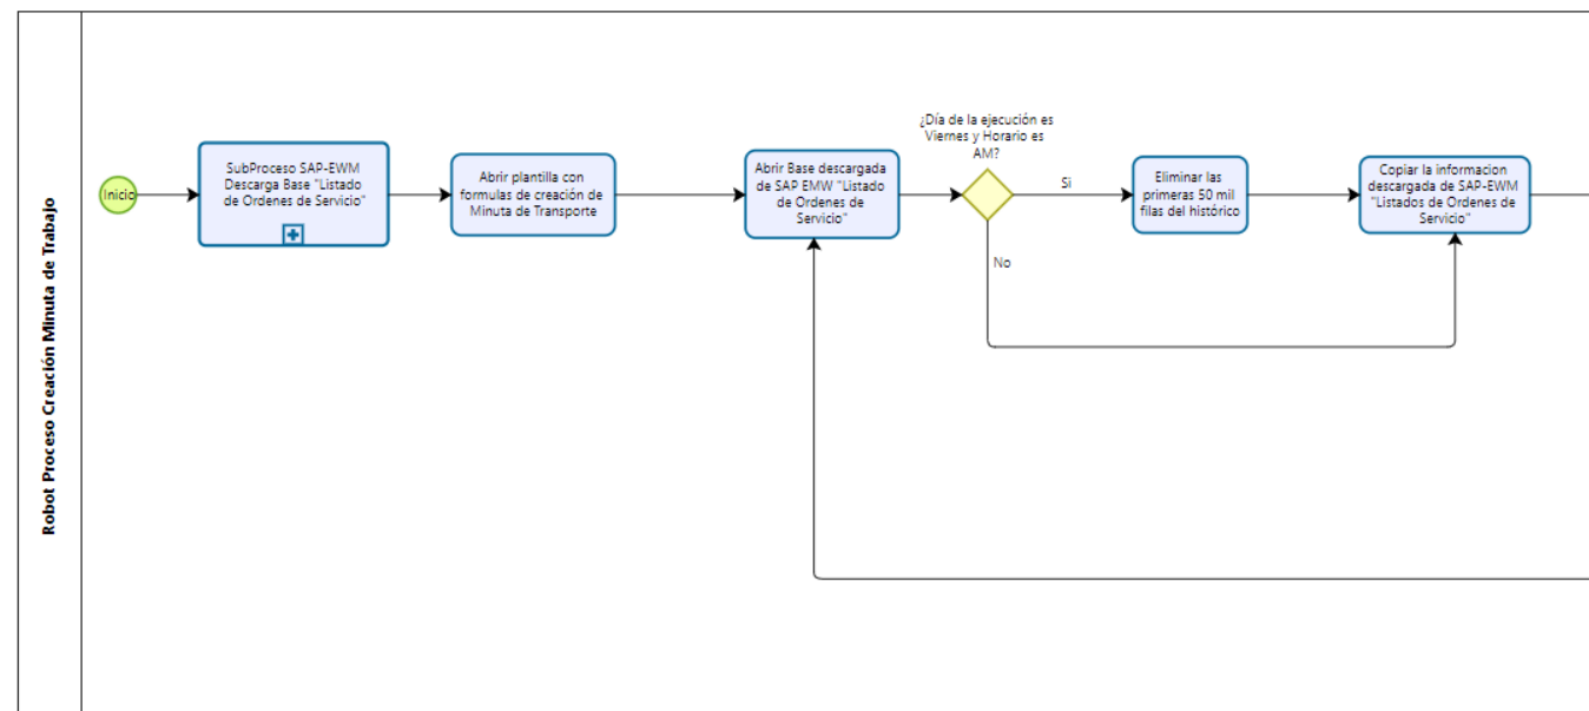 Robot Proceso Creación Minuta de Trabajo
Inicio
SubProceso SAP-EWM
Descarga Base "Listado
de Ordenes de Servicio"
Abrir plantilla con
formulas de creación de
Minuta de Transporte
Abrir Base descargada
de SAP EMW "Listado
de Ordenes de
Servicio"
¿Día de la ejecución es
Viernes y Horario es
AM?
Si
No
Eliminar las
primeras 50 mil
filas del histórico
Copiar la informacion
descargada de SAP-EWM
"Listados de Ordenes de
Servicio"